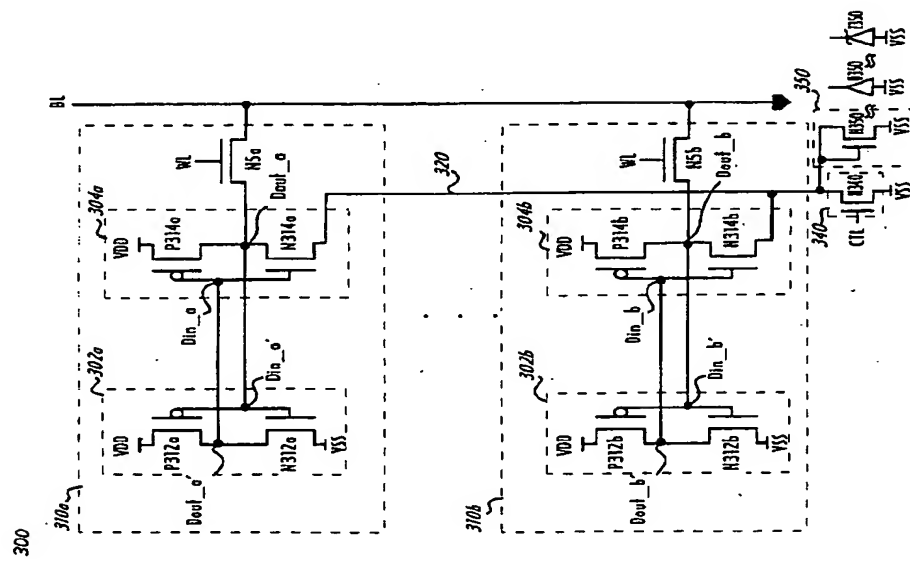 300
310a
302a
VDD
P312a
N312a
VSS
Dout_a'
Din_a'
304a
VDD
P314a
N314a
Din_a
Dout_a
WL
N5a
BL
320
310b
302b
VDD
P312b
N312b
VSS
Dout_b'
Din_b'
304b
VDD
P314b
N314b
Din_b
Dout_b
WL
N5b
340
CTL
N340
VSS
350
N350
VSS
D350
VSS
Z350
VSS